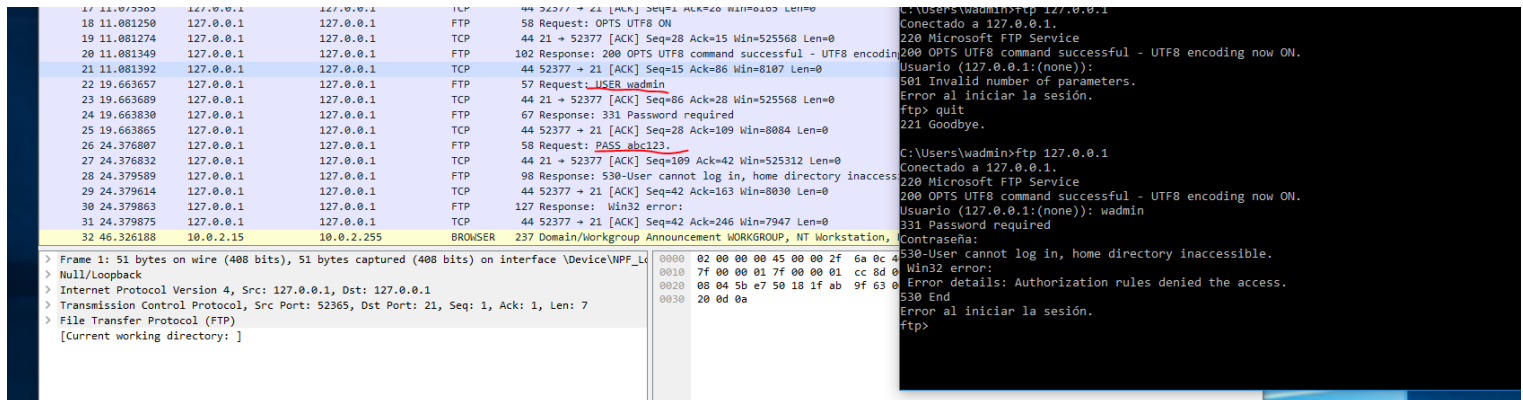 17 11.075585 127.0.0.1 127.0.0.1 TCP 44 52377 → 21 [ACK] Seq=1 Ack=28 Win=8165 Len=0
18 11.081250 127.0.0.1 127.0.0.1 FTP 58 Request: OPTS UTF8 ON
19 11.081274 127.0.0.1 127.0.0.1 TCP 44 21 → 52377 [ACK] Seq=28 Ack=15 Win=525568 Len=0
20 11.081349 127.0.0.1 127.0.0.1 FTP 102 Response: 200 OPTS UTF8 command successful - UTF8 encodin
21 11.081392 127.0.0.1 127.0.0.1 TCP 44 52377 → 21 [ACK] Seq=15 Ack=86 Win=8107 Len=0
22 19.663657 127.0.0.1 127.0.0.1 FTP 57 Request: USER wadmin
23 19.663689 127.0.0.1 127.0.0.1 TCP 44 21 → 52377 [ACK] Seq=86 Ack=28 Win=525568 Len=0
24 19.663830 127.0.0.1 127.0.0.1 FTP 67 Response: 331 Password required
25 19.663865 127.0.0.1 127.0.0.1 TCP 44 52377 → 21 [ACK] Seq=28 Ack=109 Win=8084 Len=0
26 24.376807 127.0.0.1 127.0.0.1 FTP 58 Request: PASS abc123.
27 24.376832 127.0.0.1 127.0.0.1 TCP 44 21 → 52377 [ACK] Seq=109 Ack=42 Win=525312 Len=0
28 24.379589 127.0.0.1 127.0.0.1 FTP 98 Response: 530-User cannot log in, home directory inaccess
29 24.379614 127.0.0.1 127.0.0.1 TCP 44 52377 → 21 [ACK] Seq=42 Ack=163 Win=8030 Len=0
30 24.379863 127.0.0.1 127.0.0.1 FTP 127 Response: Win32 error:
31 24.379875 127.0.0.1 127.0.0.1 TCP 44 52377 → 21 [ACK] Seq=42 Ack=246 Win=7947 Len=0
32 46.326188 10.0.2.15 10.0.2.255 BROWSER 237 Domain/Workgroup Announcement WORKGROUP, NT Workstation,
> Frame 1: 51 bytes on wire (408 bits), 51 bytes captured (408 bits) on interface \Device\NPF_Lo
> Null/Loopback
> Internet Protocol Version 4, Src: 127.0.0.1, Dst: 127.0.0.1
> Transmission Control Protocol, Src Port: 52365, Dst Port: 21, Seq: 1, Ack: 1, Len: 7
> File Transfer Protocol (FTP)
[Current working directory: ]
0000 02 00 00 00 45 00 00 2f 6a 0c 4
0010 7f 00 00 01 7f 00 00 01 cc 8d 0
0020 08 04 5b e7 50 18 1f ab 9f 63 0
0030 20 0d 0a
C:\Users\wadmin>ftp 127.0.0.1
Conectado a 127.0.0.1.
220 Microsoft FTP Service
200 OPTS UTF8 command successful - UTF8 encoding now ON.
Usuario (127.0.0.1:(none)):
501 Invalid number of parameters.
Error al iniciar la sesión.
ftp> quit
221 Goodbye.
C:\Users\wadmin>ftp 127.0.0.1
Conectado a 127.0.0.1.
220 Microsoft FTP Service
200 OPTS UTF8 command successful - UTF8 encoding now ON.
Usuario (127.0.0.1:(none)): wadmin
331 Password required
Contraseña:
530-User cannot log in, home directory inaccessible.
Win32 error:
Error details: Authorization rules denied the access.
530 End
Error al iniciar la sesión.
ftp>